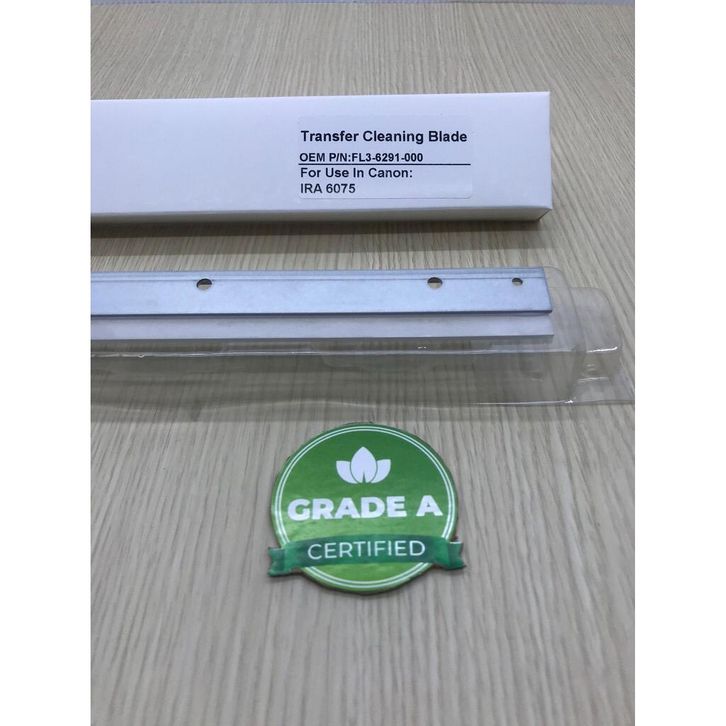 Transfer Cleaning Blade
OEM P/N:FL3-6291-000
For Use In Canon:
IRA 6075
GRADE A
CERTIFIED